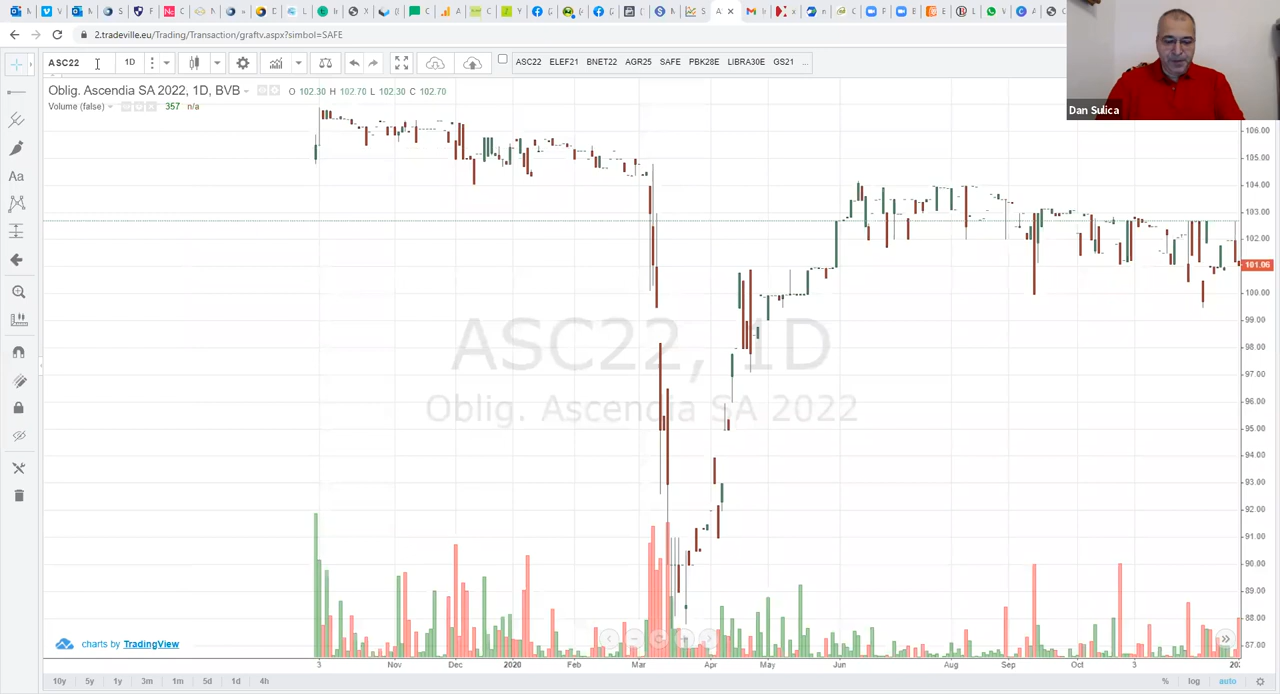 2.tradeville.eu/Trading/Transaction/graftv.aspx?simbol=SAFE
ASC22 1D ASC22 ELEF21 BNET22 AGR25 SAFE PBK28E LIBRA30E GS21 ...
Oblig. Ascendia SA 2022, 1D, BVB O 102.30 H 102.70 L 102.30 C 102.70
Volume (false) 357 n/a
Dan Sulica
Aa
106.00
105.00
104.00
103.00
102.00
101.06
100.00
99.00
98.00
97.00
96.00
95.00
94.00
93.00
92.00
91.00
90.00
89.00
88.00
87.00
ASC22, 1D
Oblig. Ascendia SA 2022
charts by TradingView
3 Nov Dec 2020 Feb Mar Apr May Jun Aug Sep Oct 3
10y 5y 1y 3m 1m 5d 1d 4h % log auto